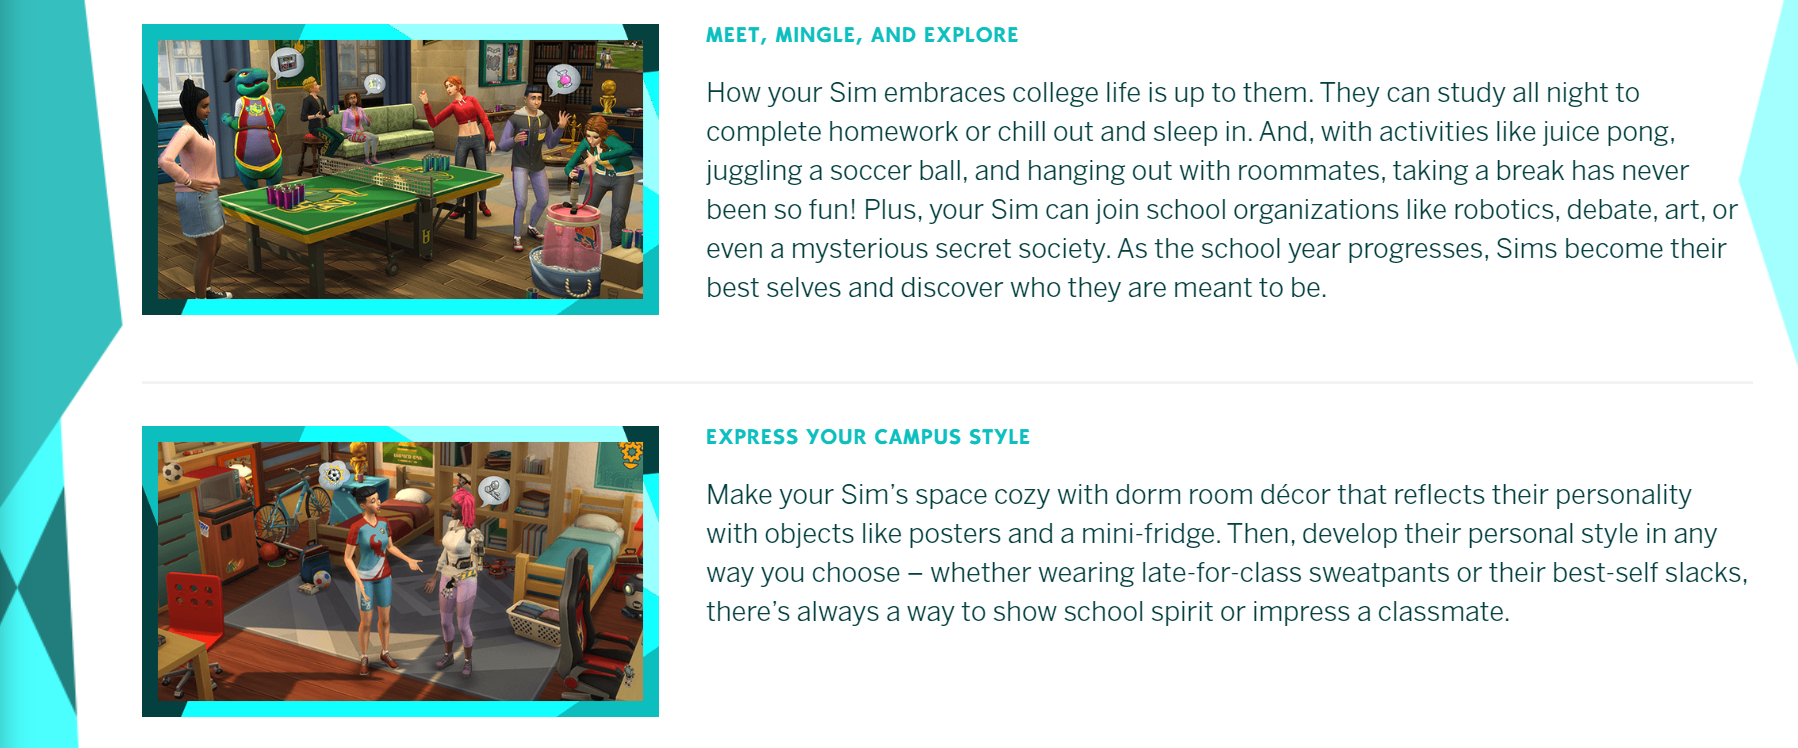 MEET, MINGLE, AND EXPLORE
How your Sim embraces college life is up to them. They can study all night to
complete homework or chill out and sleep in. And, with activities like juice pong,
juggling a soccer ball, and hanging out with roommates, taking a break has never
been so fun! Plus, your Sim can join school organizations like robotics, debate, art, or
even a mysterious secret society. As the school year progresses, Sims become their
best selves and discover who they are meant to be.
EXPRESS YOUR CAMPUS STYLE
Make your Sim’s space cozy with dorm room décor that reflects their personality
with objects like posters and a mini-fridge. Then, develop their personal style in any
way you choose – whether wearing late-for-class sweatpants or their best-self slacks,
there’s always a way to show school spirit or impress a classmate.